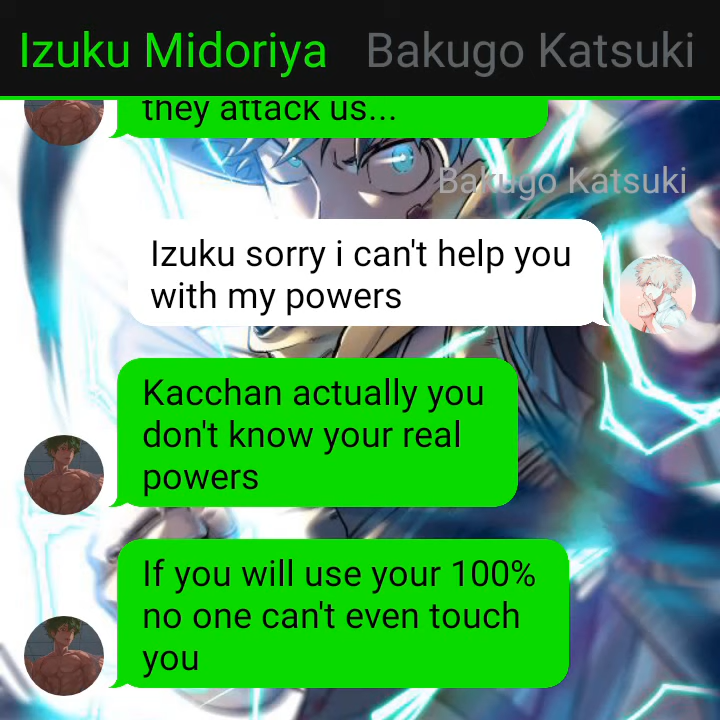 Izuku Midoriya Bakugo Katsuki
they attack us...
Bakugo Katsuki
Izuku sorry i can't help you
with my powers
Kacchan actually you
don't know your real
powers
If you will use your 100%
no one can't even touch
you